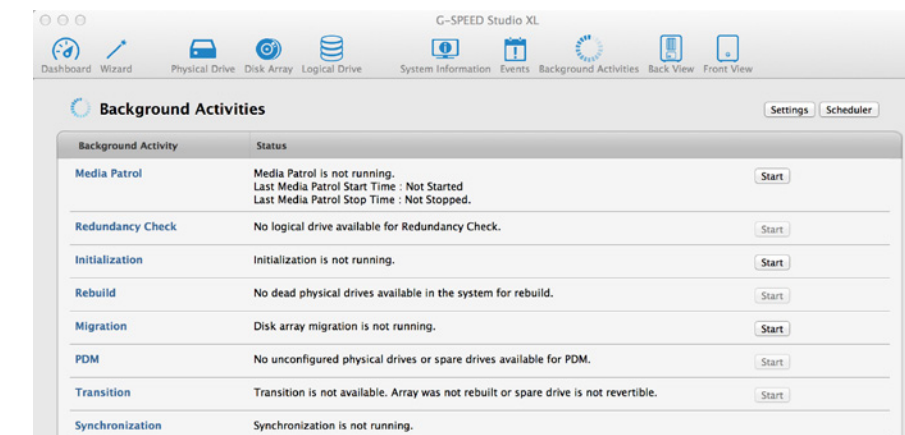 G-SPEED Studio XL
Dashboard Wizard Physical Drive Disk Array Logical Drive System Information Events Background Activities Back View Front View
Background Activities Settings Scheduler
Background Activity Status
Media Patrol Media Patrol is not running. Start
Last Media Patrol Start Time : Not Started
Last Media Patrol Stop Time : Not Stopped.
Redundancy Check No logical drive available for Redundancy Check. Start
Initialization Initialization is not running. Start
Rebuild No dead physical drives available in the system for rebuild. Start
Migration Disk array migration is not running. Start
PDM No unconfigured physical drives or spare drives available for PDM. Start
Transition Transition is not available. Array was not rebuilt or spare drive is not revertible. Start
Synchronization Synchronization is not running.